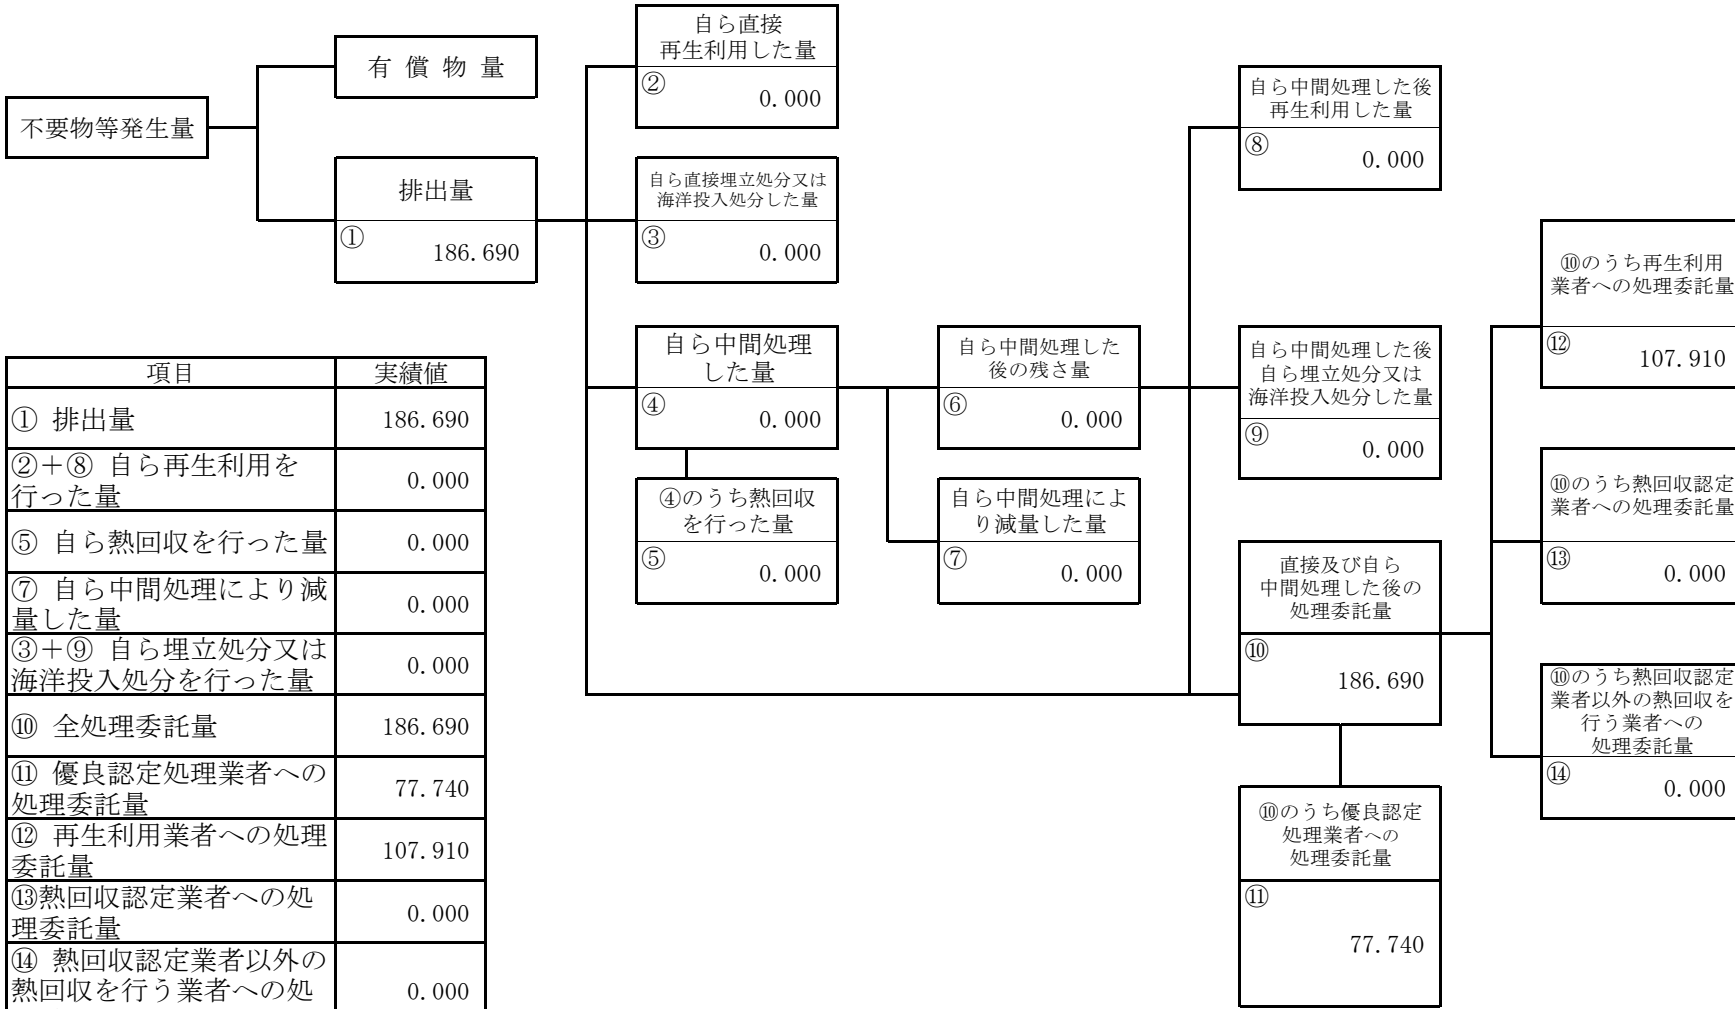 不要物等発生量
有 償 物 量
排出量
①
186.690
自ら直接
再生利用した量
②
0.000
自ら直接埋立処分又は
海洋投入処分した量
③
0.000
自ら中間処理
した量
④
0.000
④のうち熱回収
を行った量
⑤
0.000
自ら中間処理した
後の残さ量
⑥
0.000
自ら中間処理によ
り減量した量
⑦
0.000
自ら中間処理した後
再生利用した量
⑧
0.000
自ら中間処理した後
自ら埋立処分又は
海洋投入処分した量
⑨
0.000
直接及び自ら
中間処理した後の
処理委託量
⑩
186.690
⑩のうち優良認定
処理業者への
処理委託量
⑪
77.740
⑩のうち再生利用
業者への処理委託量
⑫
107.910
⑩のうち熱回収認定
業者への処理委託量
⑬
0.000
⑩のうち熱回収認定
業者以外の熱回収を
行う業者への
処理委託量
⑭
0.000
項目 実績値
① 排出量 186.690
②＋⑧ 自ら再生利用を
行った量 0.000
⑤ 自ら熱回収を行った量 0.000
⑦ 自ら中間処理により減
量した量 0.000
③＋⑨ 自ら埋立処分又は
海洋投入処分を行った量 0.000
⑩ 全処理委託量 186.690
⑪ 優良認定処理業者への
処理委託量 77.740
⑫ 再生利用業者への処理
委託量 107.910
⑬熱回収認定業者への処
理委託量 0.000
⑭ 熱回収認定業者以外の
熱回収を行う業者への処 0.000